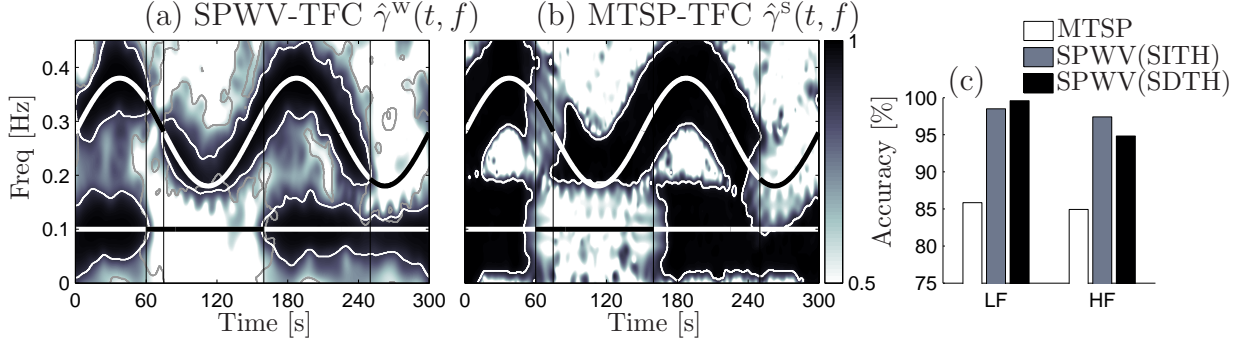 (a) SPWV-TFC γ̂ʷ(t, f)
(b) MTSP-TFC γ̂ˢ(t, f)
Freq [Hz]
0.4
0.3
0.2
0.1
0
0 60 120 180 240 300
Time [s]
0 60 120 180 240 300
Time [s]
1
0.5
(c)
MTSP
SPWV(SITH)
SPWV(SDTH)
Accuracy [%]
100
95
90
85
80
75
LF HF